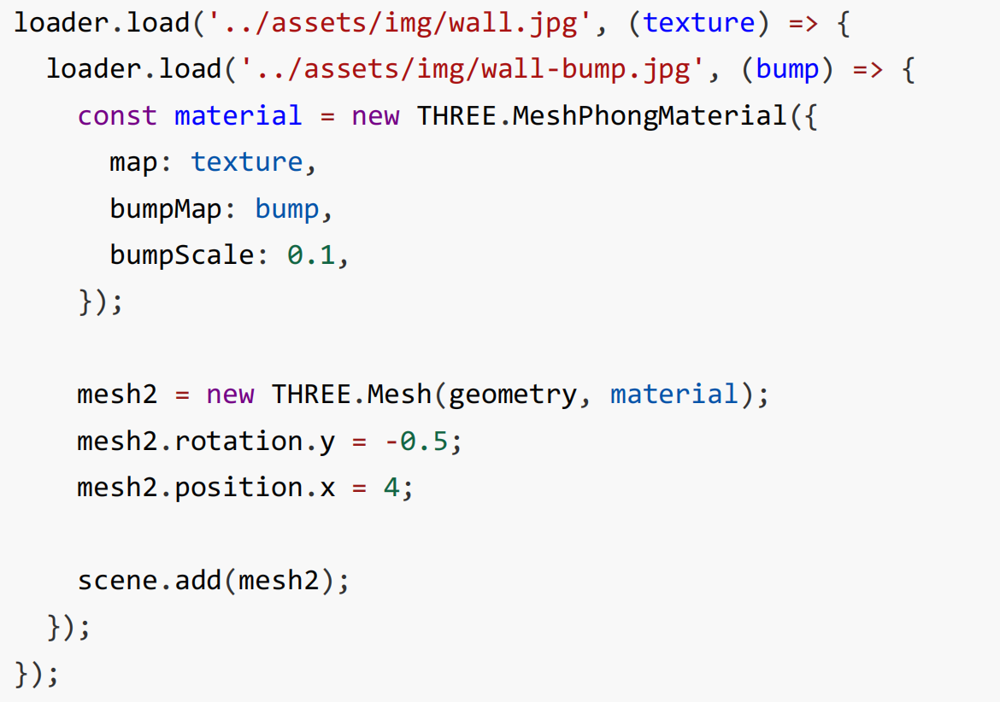 loader.load('../assets/img/wall.jpg', (texture) => {
  loader.load('../assets/img/wall-bump.jpg', (bump) => {
    const material = new THREE.MeshPhongMaterial({
      map: texture,
      bumpMap: bump,
      bumpScale: 0.1,
    });

    mesh2 = new THREE.Mesh(geometry, material);
    mesh2.rotation.y = -0.5;
    mesh2.position.x = 4;

    scene.add(mesh2);
  });
});